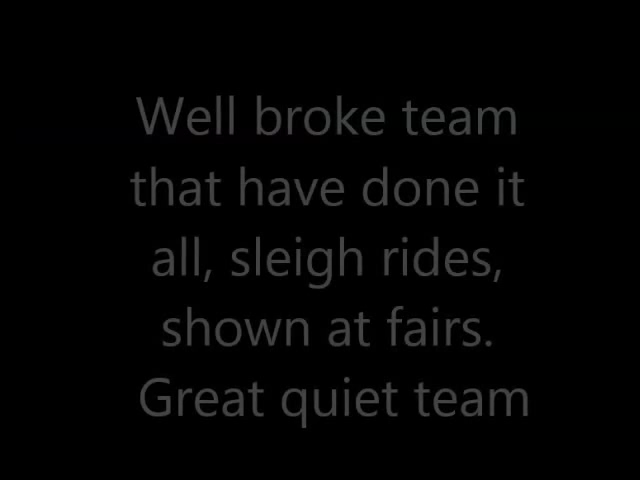 Well broke team
that have done it
all, sleigh rides,
shown at fairs.
Great quiet team